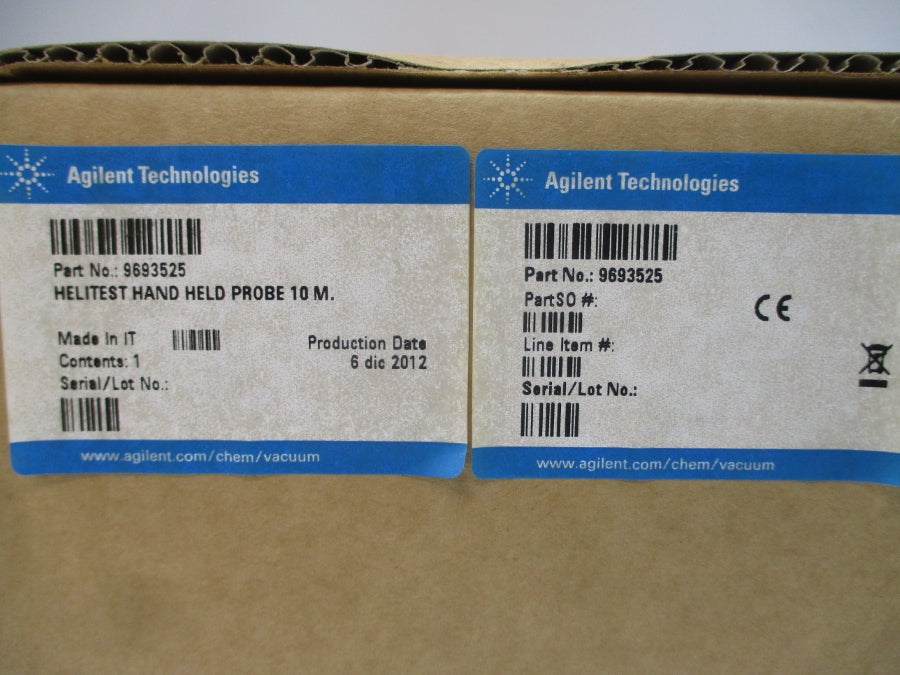 Agilent Technologies
Part No.: 9693525
HELITEST HAND HELD PROBE 10 M.
Made In IT
Production Date
Contents: 1
6 dic 2012
Serial/Lot No.:
www.agilent.com/chem/vacuum
Agilent Technologies
Part No.: 9693525
PartSO #:
CE
Line Item #:
Serial/Lot No.:
www.agilent.com/chem/vacuum